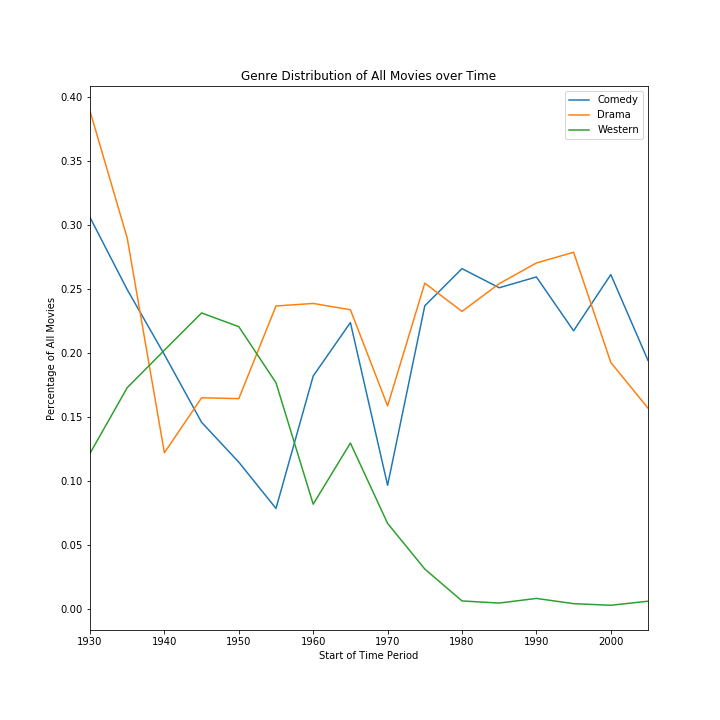 Genre Distribution of All Movies over Time
Comedy
Drama
Western
Percentage of All Movies
0.40
0.35
0.30
0.25
0.20
0.15
0.10
0.05
0.00
1930 1940 1950 1960 1970 1980 1990 2000
Start of Time Period